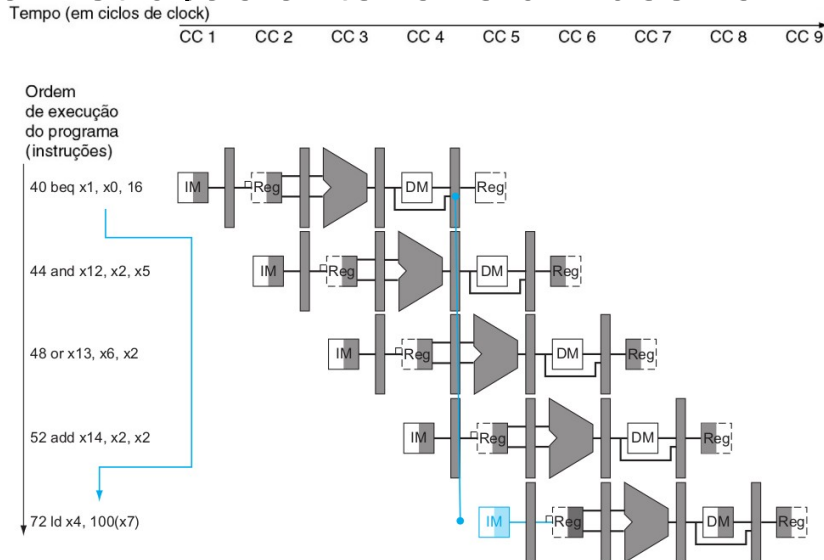 Tempo (em ciclos de clock)
CC 1 CC 2 CC 3 CC 4 CC 5 CC 6 CC 7 CC 8 CC 9
Ordem
de execução
do programa
(instruções)
40 beq x1, x0, 16
IM Reg DM Reg
44 and x12, x2, x5
IM Reg DM Reg
48 or x13, x6, x2
IM Reg DM Reg
52 add x14, x2, x2
IM Reg DM Reg
72 ld x4, 100(x7)
IM Reg DM Reg